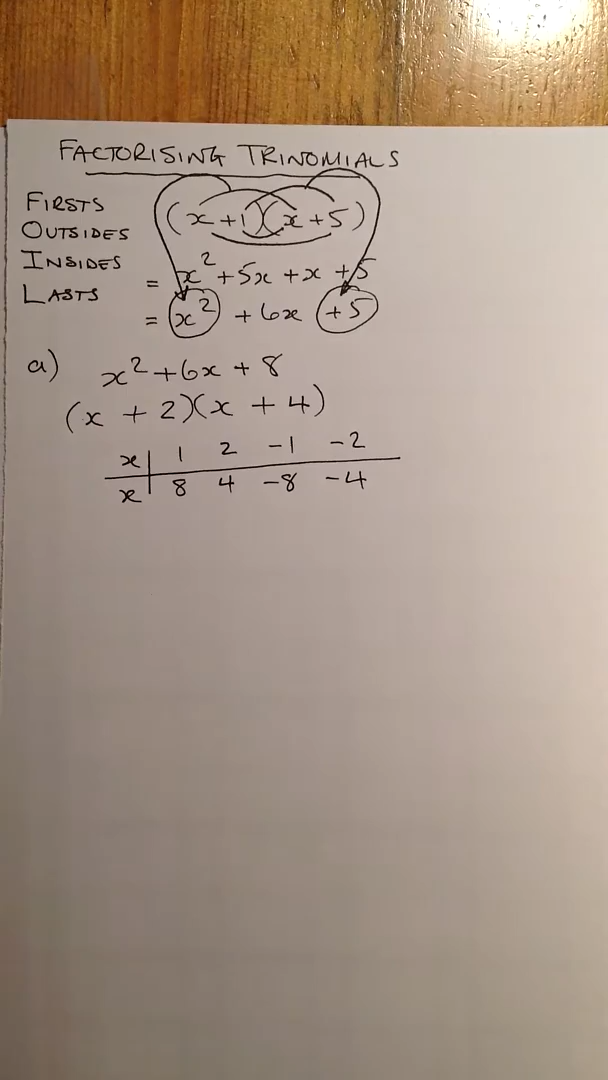 FACTORISING TRINOMIALS
FIRSTS
OUTSIDES
INSIDES
LASTS
(x+1)(x+5)
= x²+5x+x+5
= x² + 6x +5
a) x²+6x+8
(x + 2)(x + 4)
x | 1 2 -1 -2
x | 8 4 -8 -4